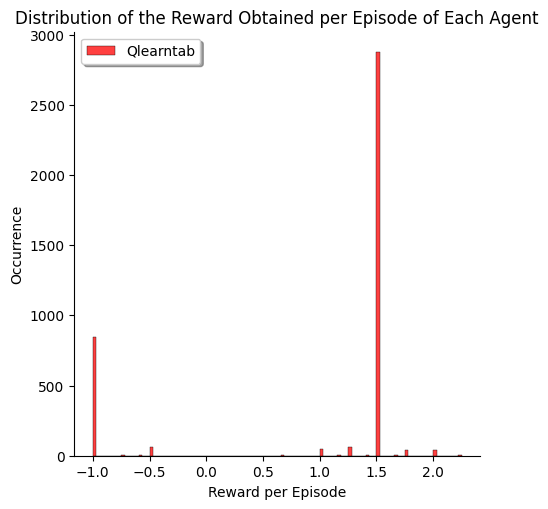 Distribution of the Reward Obtained per Episode of Each Agent
Qlearntab
Occurrence
3000
2500
2000
1500
1000
500
0
−1.0 −0.5 0.0 0.5 1.0 1.5 2.0
Reward per Episode